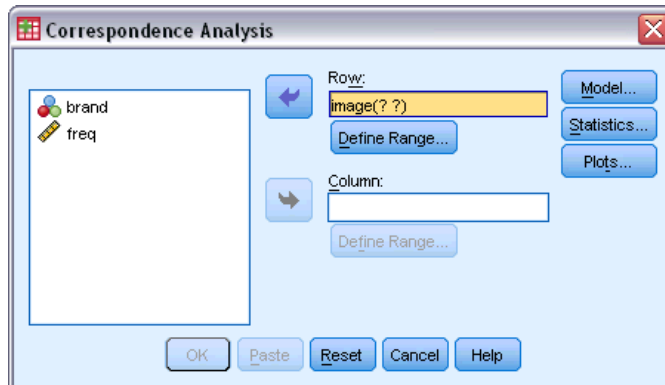 Correspondence Analysis
brand
freq
Row:
image(? ?)
Define Range...
Column:
Define Range...
Model...
Statistics...
Plots...
OK
Paste
Reset
Cancel
Help